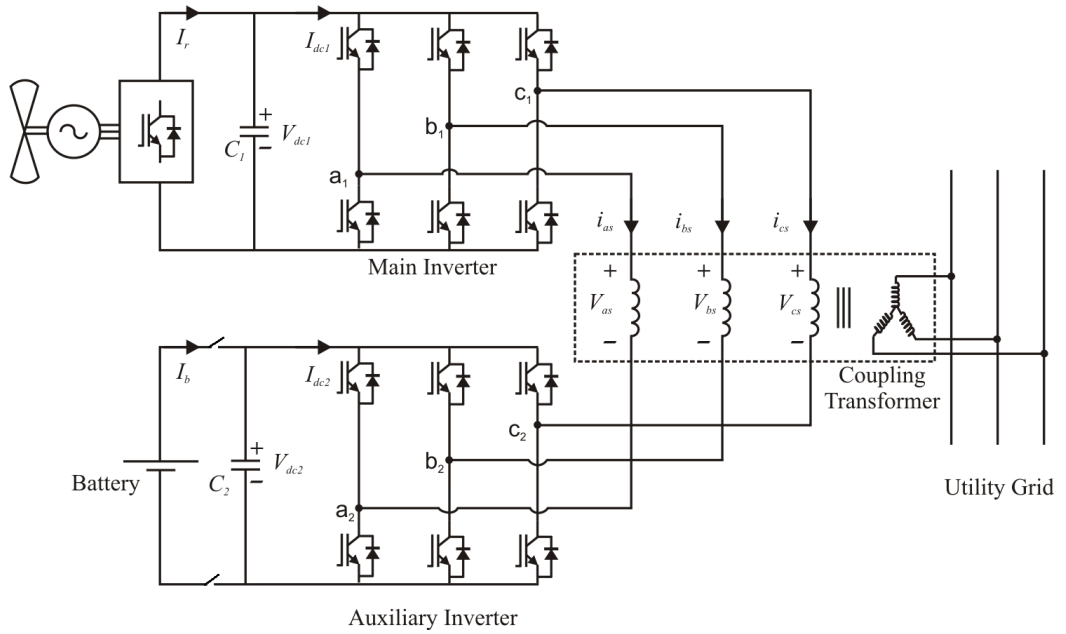 I_r
I_dc1
C_1
+
−
V_dc1
a_1
b_1
c_1
Main Inverter
i_as
i_bs
i_cs
+
V_as
−
+
V_bs
−
+
V_cs
−
Coupling
Transformer
Utility Grid
I_b
I_dc2
Battery
C_2
+
−
V_dc2
a_2
b_2
c_2
Auxiliary Inverter